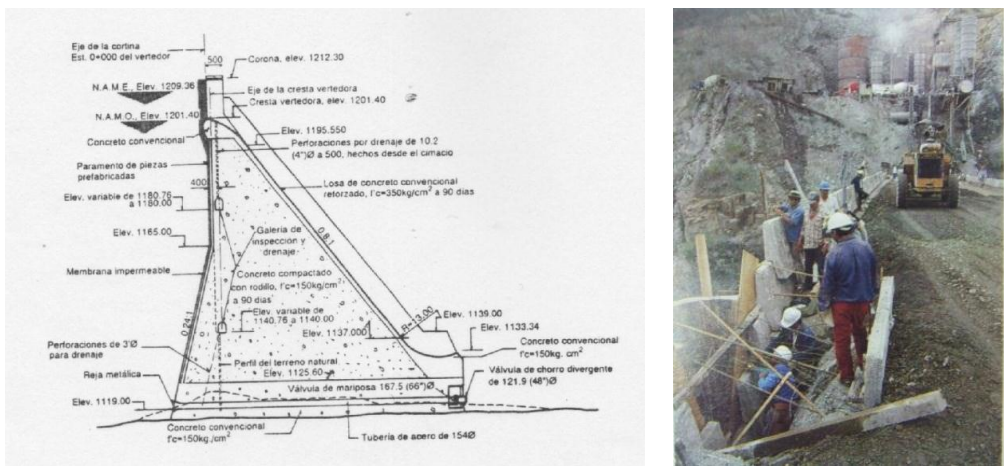 Eje de la cortina
Est. 0+000 del vertedor
500
Corona, elev. 1212.30
N.A.M.E., Elev. 1209.36
Eje de la cresta vertedora
Cresta vertedora, elev. 1201.40
N.A.M.O., Elev. 1201.40
Elev. 1195.550
Concreto convencional
Perforaciones por drenaje de 10.2
(4")Ø a 500, hechos desde el cimacio
Paramento de piezas
prefabricadas
400
Losa de concreto convencional
reforzado, f'c=350kg/cm² a 90 dias
Elev. variable de 1180.76
a 1180.00
0.8:1
Elev. 1165.00
Galería de
inspección y
drenaje
Membrana impermeable
Concreto compactado
con rodillo, f'c=150kg/cm²
a 90 dias
0.24:1
Elev. variable de
1140.76 a 1140.00
R=13.00
Elev. 1139.00
Elev. 1137.000
Elev. 1133.34
Perforaciones de 3'Ø
para drenaje
Concreto convencional
f'c=150kg. cm²
Perfil del terreno natural
Elev. 1125.60
Reja metálica
Válvula de mariposa 167.5 (66")Ø
Válvula de chorro divergente
de 121.9 (48")Ø
Elev. 1119.00
Concreto convencional
f'c=150kg./cm²
Tubería de acero de 154Ø